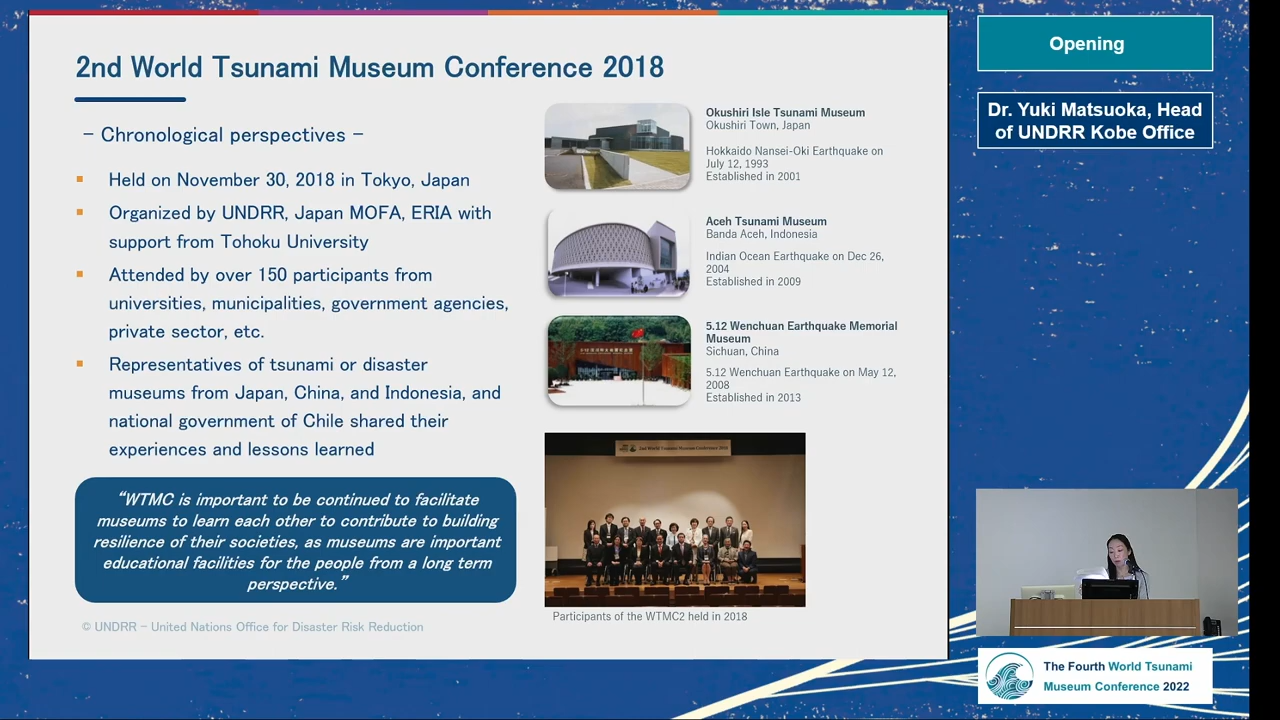 2nd World Tsunami Museum Conference 2018
– Chronological perspectives –
Held on November 30, 2018 in Tokyo, Japan
Organized by UNDRR, Japan MOFA, ERIA with
support from Tohoku University
Attended by over 150 participants from
universities, municipalities, government agencies,
private sector, etc.
Representatives of tsunami or disaster
museums from Japan, China, and Indonesia, and
national government of Chile shared their
experiences and lessons learned
“WTMC is important to be continued to facilitate
museums to learn each other to contribute to building
resilience of their societies, as museums are important
educational facilities for the people from a long term
perspective.”
© UNDRR – United Nations Office for Disaster Risk Reduction
Okushiri Isle Tsunami Museum
Okushiri Town, Japan
Hokkaido Nansei-Oki Earthquake on
July 12, 1993
Established in 2001
Aceh Tsunami Museum
Banda Aceh, Indonesia
Indian Ocean Earthquake on Dec 26,
2004
Established in 2009
5.12 Wenchuan Earthquake Memorial
Museum
Sichuan, China
5.12 Wenchuan Earthquake on May 12,
2008
Established in 2013
2nd World Tsunami Museum Conference 2018
Participants of the WTMC2 held in 2018
Opening
Dr. Yuki Matsuoka, Head
of UNDRR Kobe Office
The Fourth World Tsunami
Museum Conference 2022